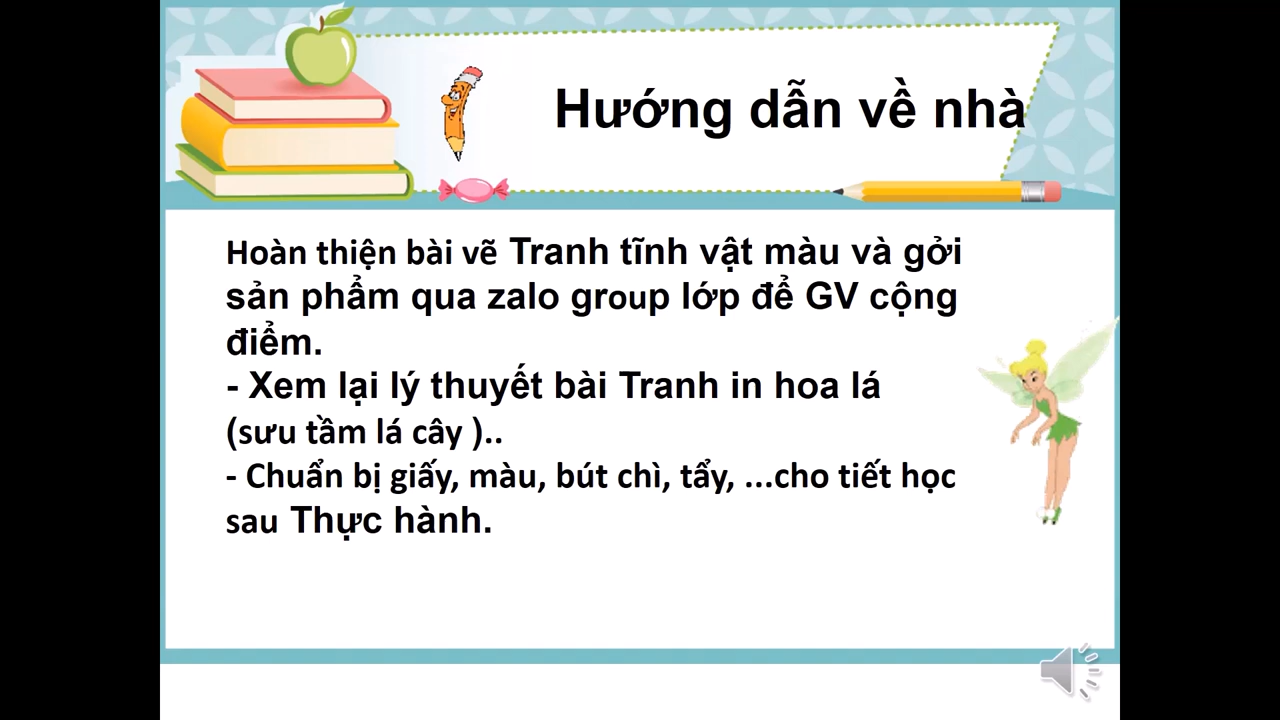 Hướng dẫn về nhà
Hoàn thiện bài vẽ Tranh tĩnh vật màu và gởi
sản phẩm qua zalo group lớp để GV cộng
điểm.
- Xem lại lý thuyết bài Tranh in hoa lá
(sưu tầm lá cây )..
- Chuẩn bị giấy, màu, bút chì, tẩy, ...cho tiết học
sau Thực hành.